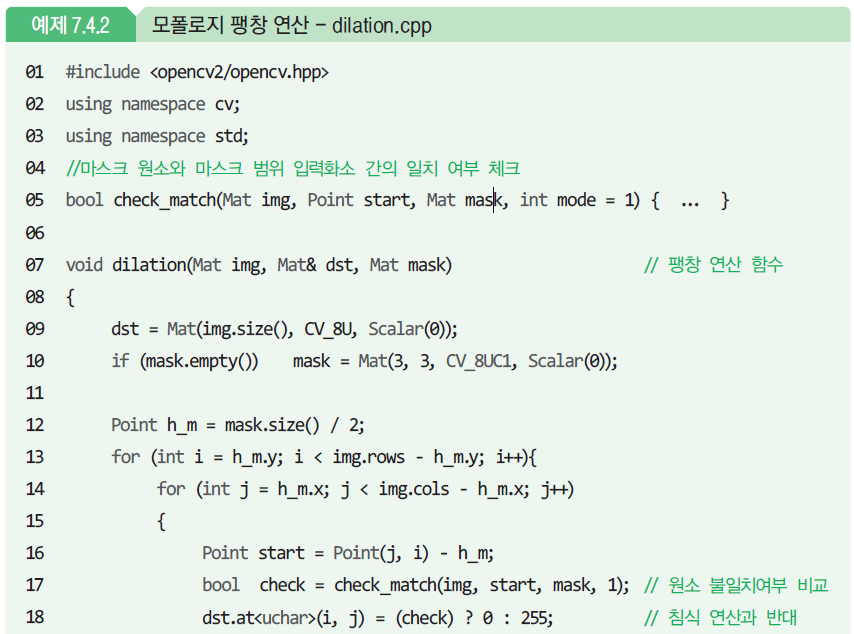 예제 7.4.2 모폴로지 팽창 연산 – dilation.cpp
01 #include <opencv2/opencv.hpp>
02 using namespace cv;
03 using namespace std;
04 //마스크 원소와 마스크 범위 입력화소 간의 일치 여부 체크
05 bool check_match(Mat img, Point start, Mat mask, int mode = 1) { ... }
06
07 void dilation(Mat img, Mat& dst, Mat mask) // 팽창 연산 함수
08 {
09 dst = Mat(img.size(), CV_8U, Scalar(0));
10 if (mask.empty()) mask = Mat(3, 3, CV_8UC1, Scalar(0));
11
12 Point h_m = mask.size() / 2;
13 for (int i = h_m.y; i < img.rows - h_m.y; i++){
14 for (int j = h_m.x; j < img.cols - h_m.x; j++)
15 {
16 Point start = Point(j, i) - h_m;
17 bool check = check_match(img, start, mask, 1); // 원소 불일치여부 비교
18 dst.at<uchar>(i, j) = (check) ? 0 : 255; // 침식 연산과 반대